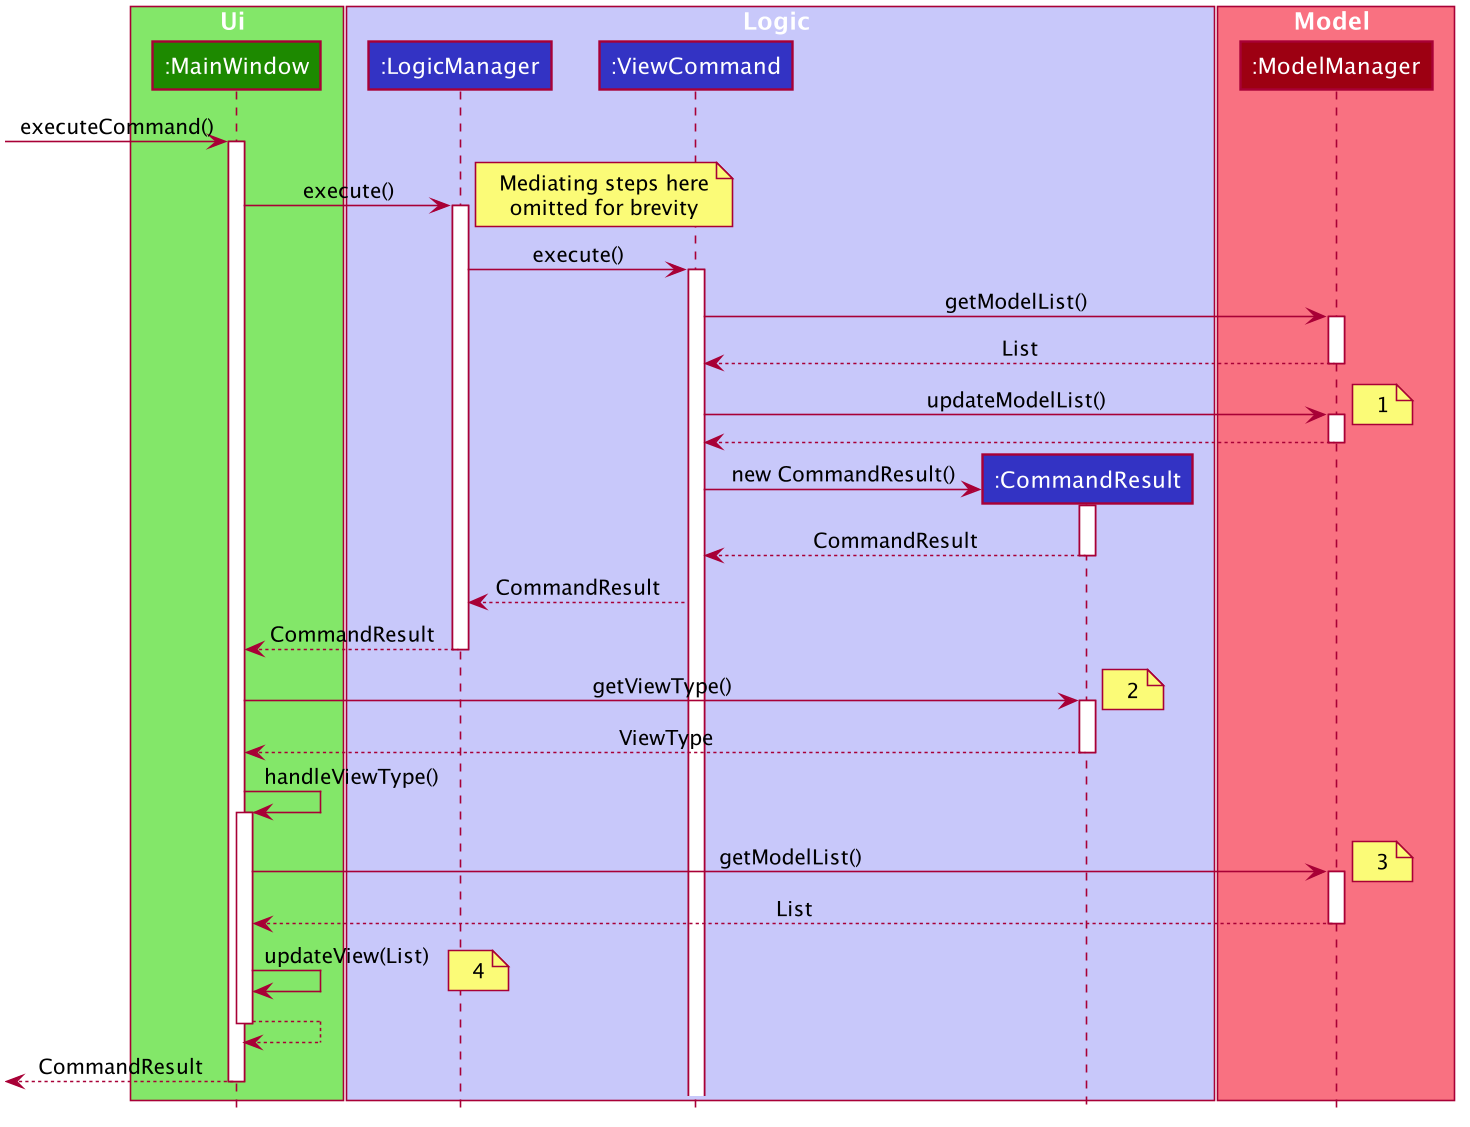 Ui
Logic
Model
:MainWindow
:LogicManager
:ViewCommand
:ModelManager
executeCommand()
execute()
Mediating steps here
omitted for brevity
execute()
getModelList()
List
updateModelList()
1
new CommandResult()
:CommandResult
CommandResult
CommandResult
CommandResult
getViewType()
2
ViewType
handleViewType()
getModelList()
3
List
updateView(List)
4
CommandResult